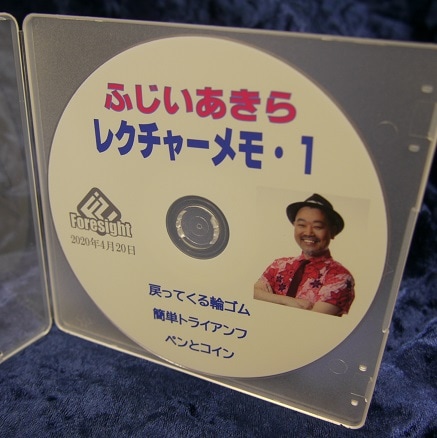 ふじいあきら
レクチャーメモ・1
Foresight
2020年4月20日
戻ってくる輪ゴム
簡単トライアンフ
ペンとコイン